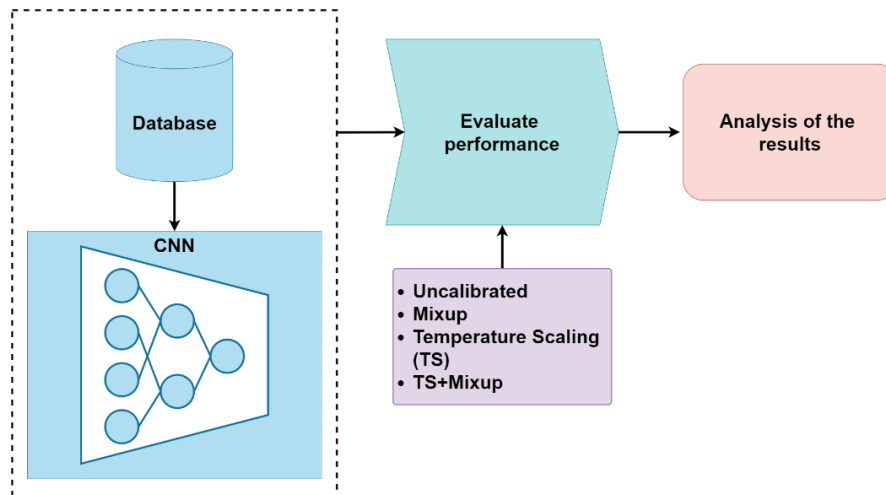 Database
CNN
Evaluate
performance
Analysis of the
results
• Uncalibrated
• Mixup
• Temperature Scaling
(TS)
• TS+Mixup